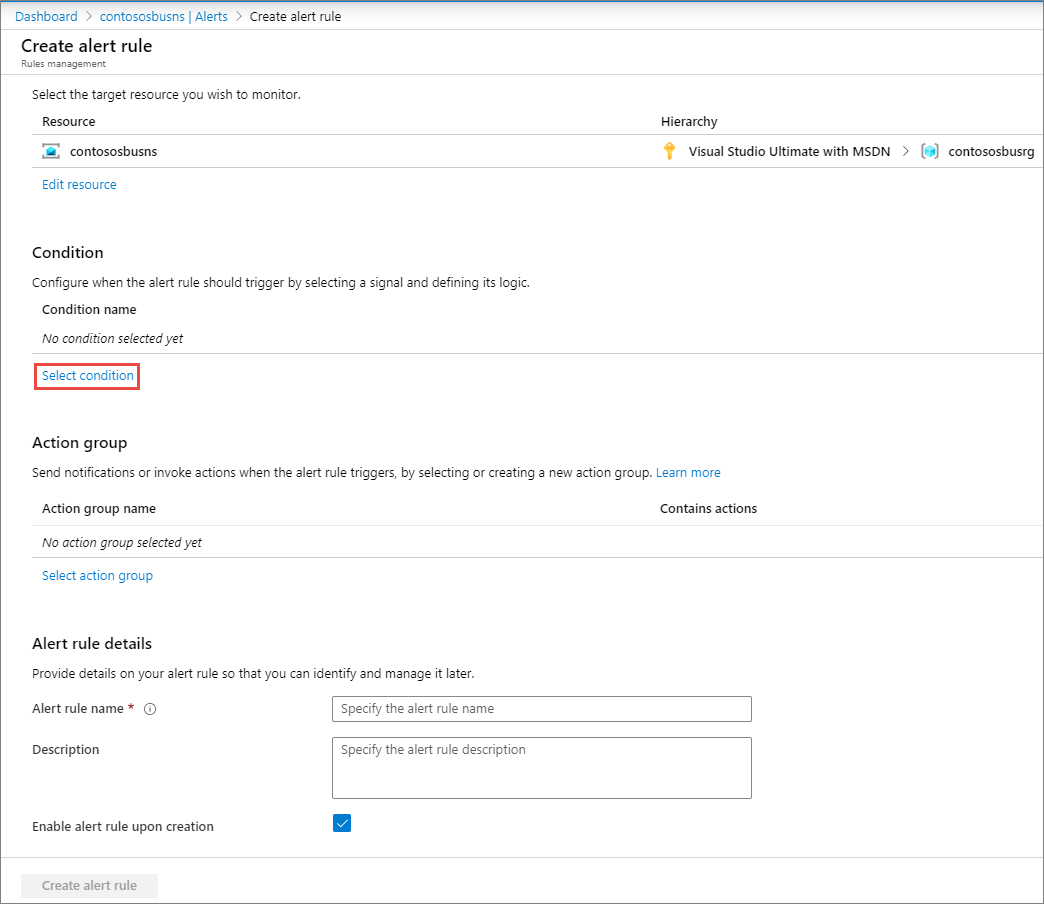 Dashboard > contososbusns | Alerts > Create alert rule
Create alert rule
Rules management
Select the target resource you wish to monitor.
Resource Hierarchy
contososbusns Visual Studio Ultimate with MSDN > contososbusrg
Edit resource
Condition
Configure when the alert rule should trigger by selecting a signal and defining its logic.
Condition name
No condition selected yet
Select condition
Action group
Send notifications or invoke actions when the alert rule triggers, by selecting or creating a new action group. Learn more
Action group name Contains actions
No action group selected yet
Select action group
Alert rule details
Provide details on your alert rule so that you can identify and manage it later.
Alert rule name * Specify the alert rule name
Description Specify the alert rule description
Enable alert rule upon creation
Create alert rule